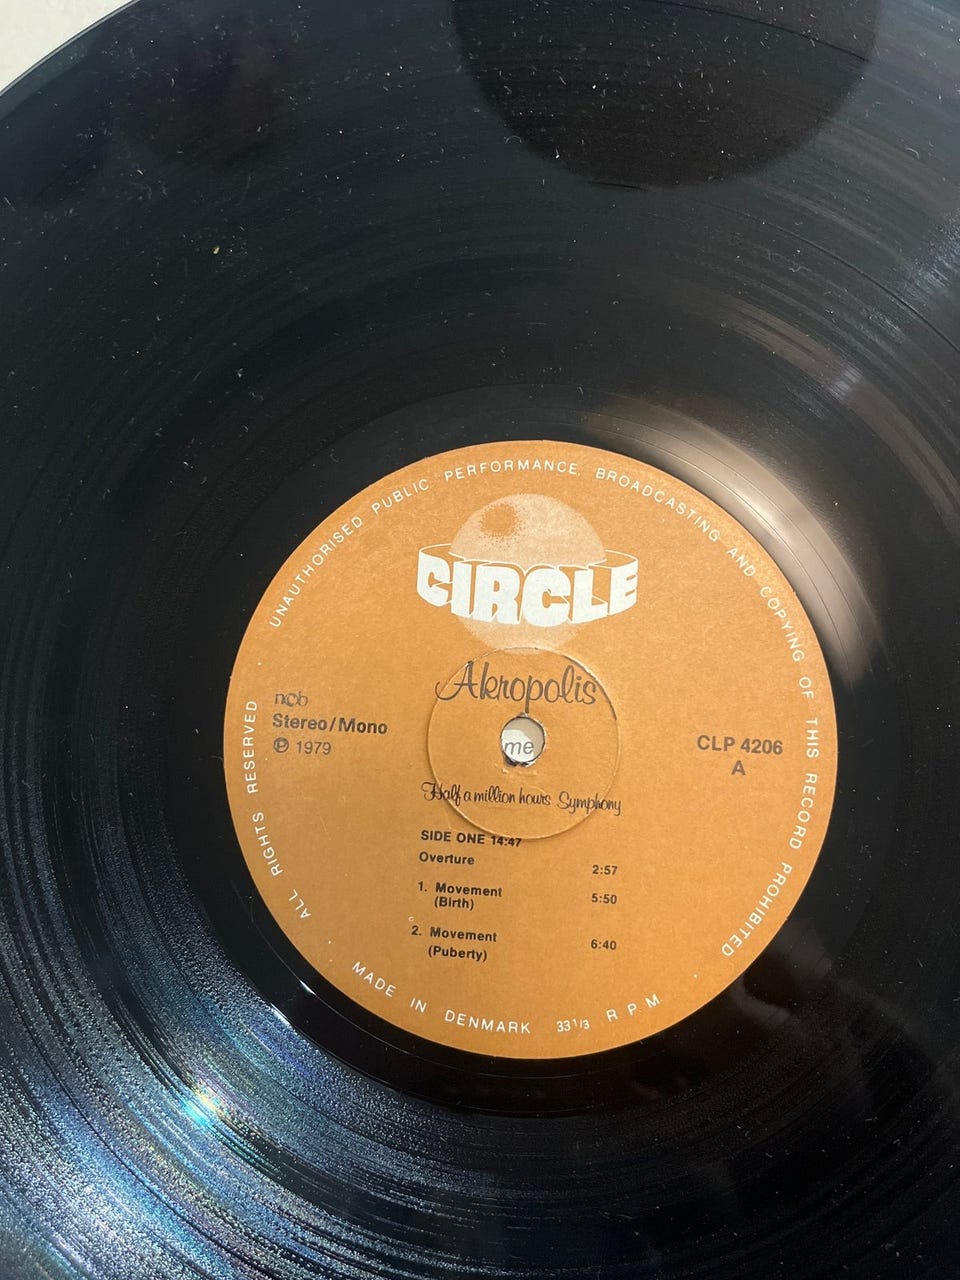 UNAUTHORISED PUBLIC PERFORMANCE, BROADCASTING AND COPYING OF THIS RECORD PROHIBITED
CIRCLE
Akropolis
ncb
Stereo/Mono
℗ 1979
me
CLP 4206
A
Half a million hours Symphony
SIDE ONE 14:47
Overture 2:57
1. Movement 5:50
(Birth)
2. Movement 6:40
(Puberty)
ALL RIGHTS RESERVED
MADE IN DENMARK 33 1/3 R.P.M.